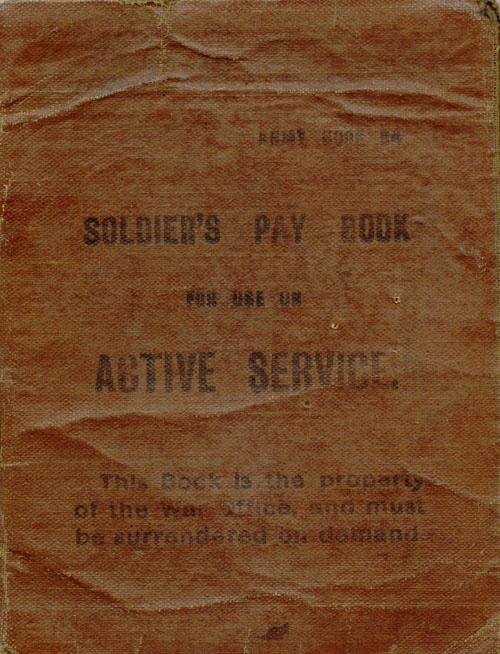 ARMY BOOK 64
SOLDIER'S PAY BOOK
FOR USE ON
ACTIVE SERVICE.
This Book is the property
of the War Office, and must
be surrendered on demand.